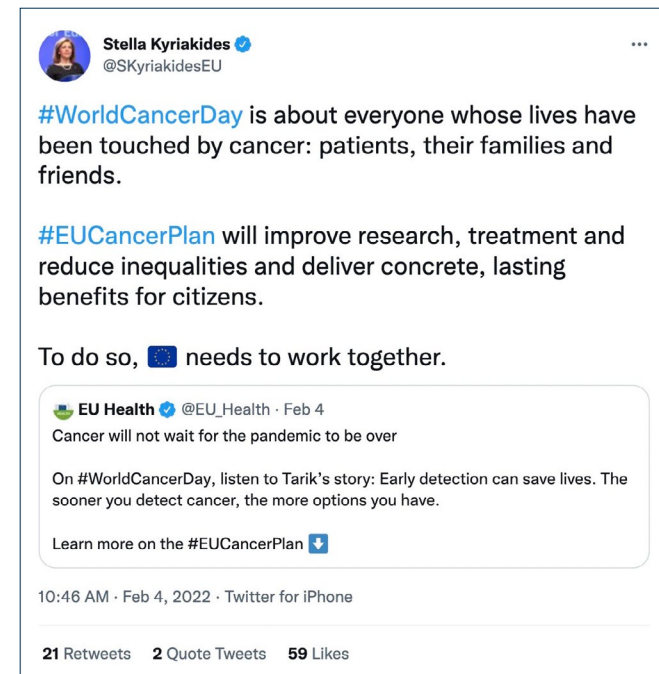 Stella Kyriakides
@SKyriakidesEU
#WorldCancerDay is about everyone whose lives have
been touched by cancer: patients, their families and
friends.
#EUCancerPlan will improve research, treatment and
reduce inequalities and deliver concrete, lasting
benefits for citizens.
To do so, 🇪🇺 needs to work together.
EU Health @EU_Health · Feb 4
Cancer will not wait for the pandemic to be over
On #WorldCancerDay, listen to Tarik's story: Early detection can save lives. The
sooner you detect cancer, the more options you have.
Learn more on the #EUCancerPlan ⬇️
10:46 AM · Feb 4, 2022 · Twitter for iPhone
21 Retweets 2 Quote Tweets 59 Likes